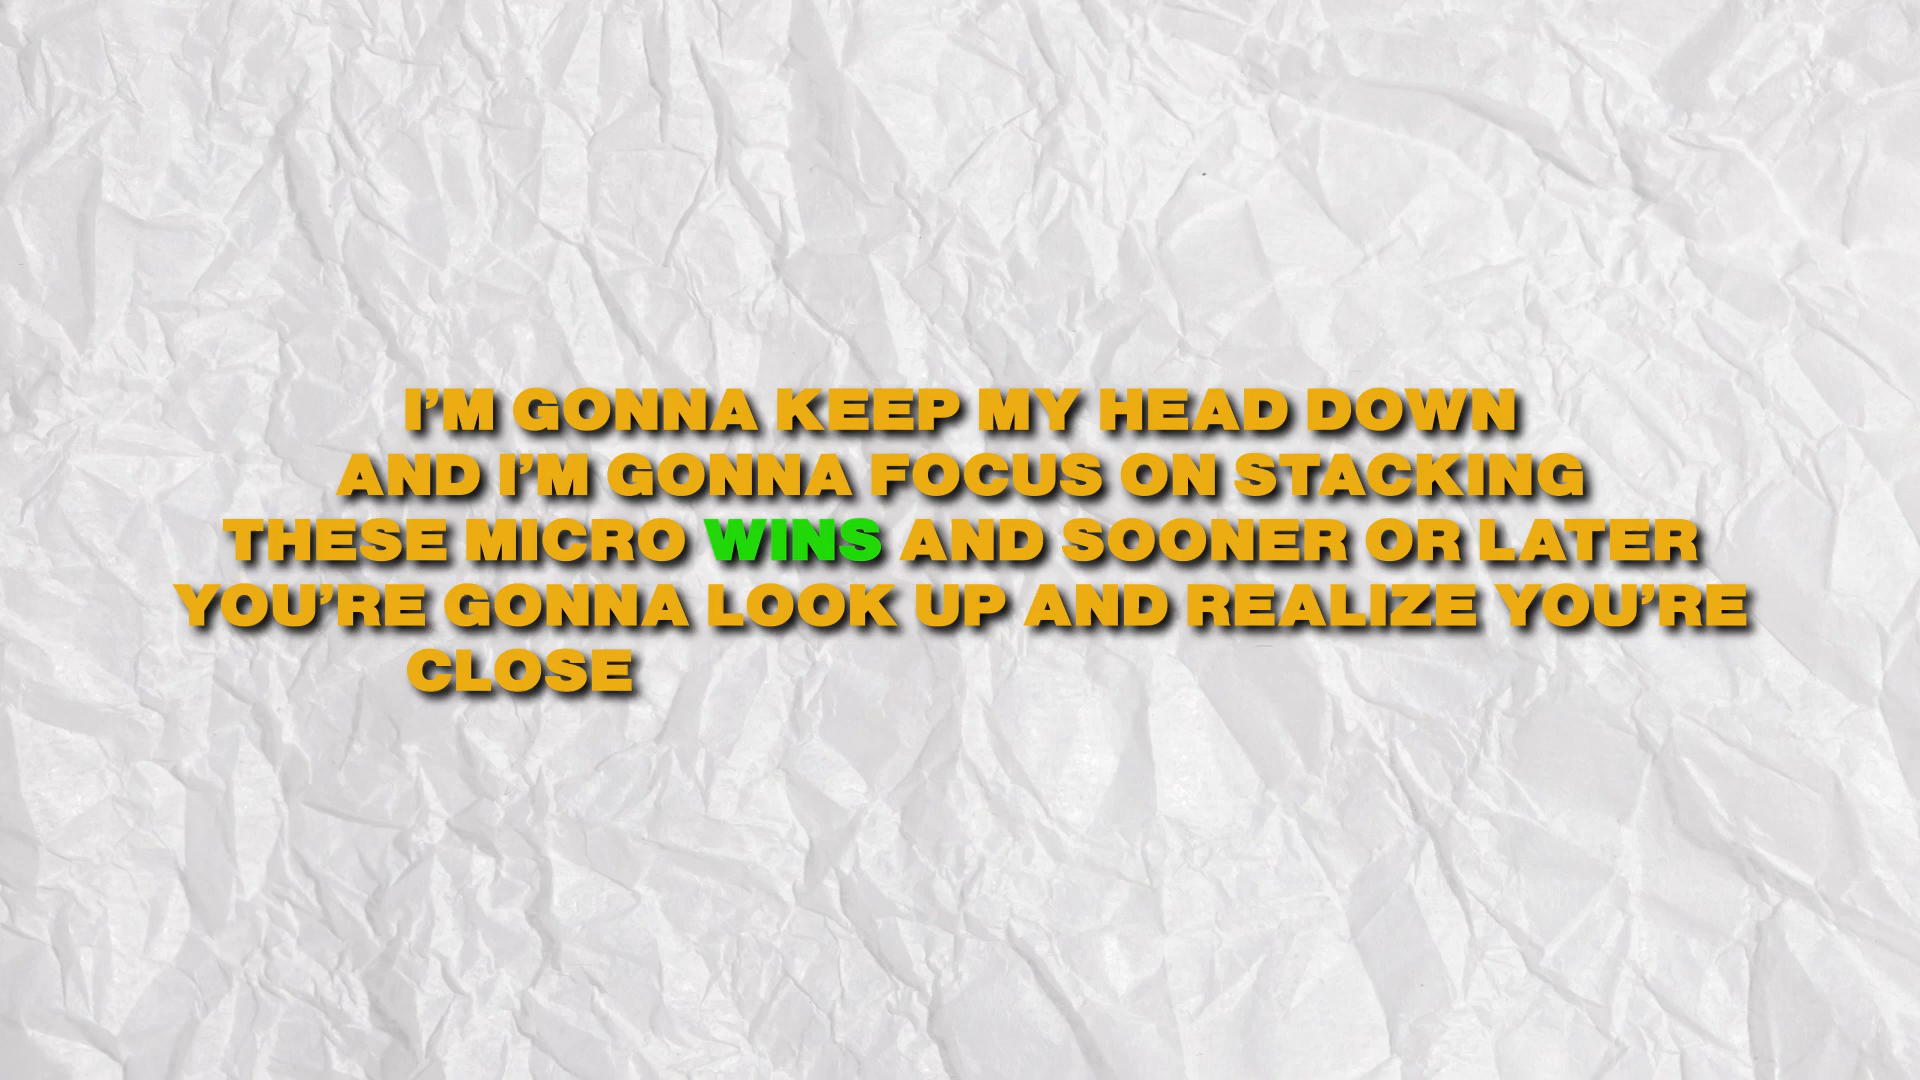 I’M GONNA KEEP MY HEAD DOWN
AND I’M GONNA FOCUS ON STACKING
THESE MICRO WINS AND SOONER OR LATER
YOU’RE GONNA LOOK UP AND REALIZE YOU’RE
CLOSE